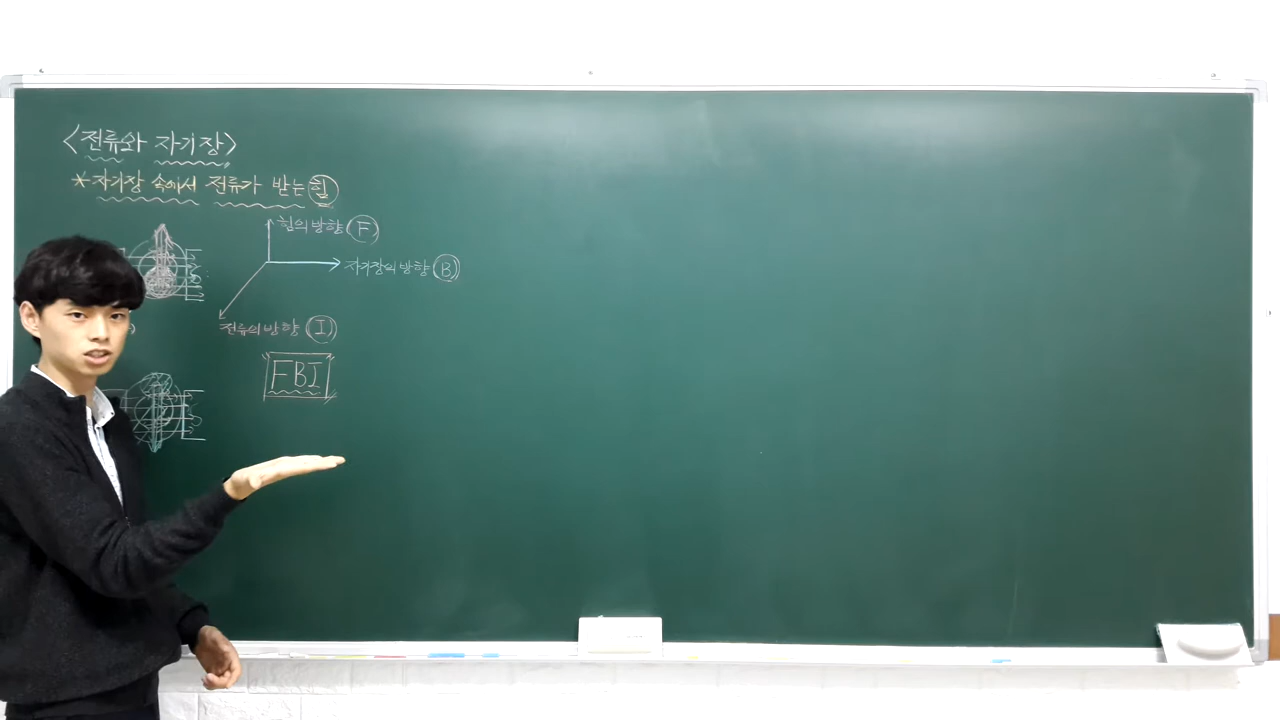 <전류와 자기장>
*자기장 속에서 전류가 받는 힘
힘의 방향 (F)
자기장의 방향 (B)
전류의 방향 (I)
FBI